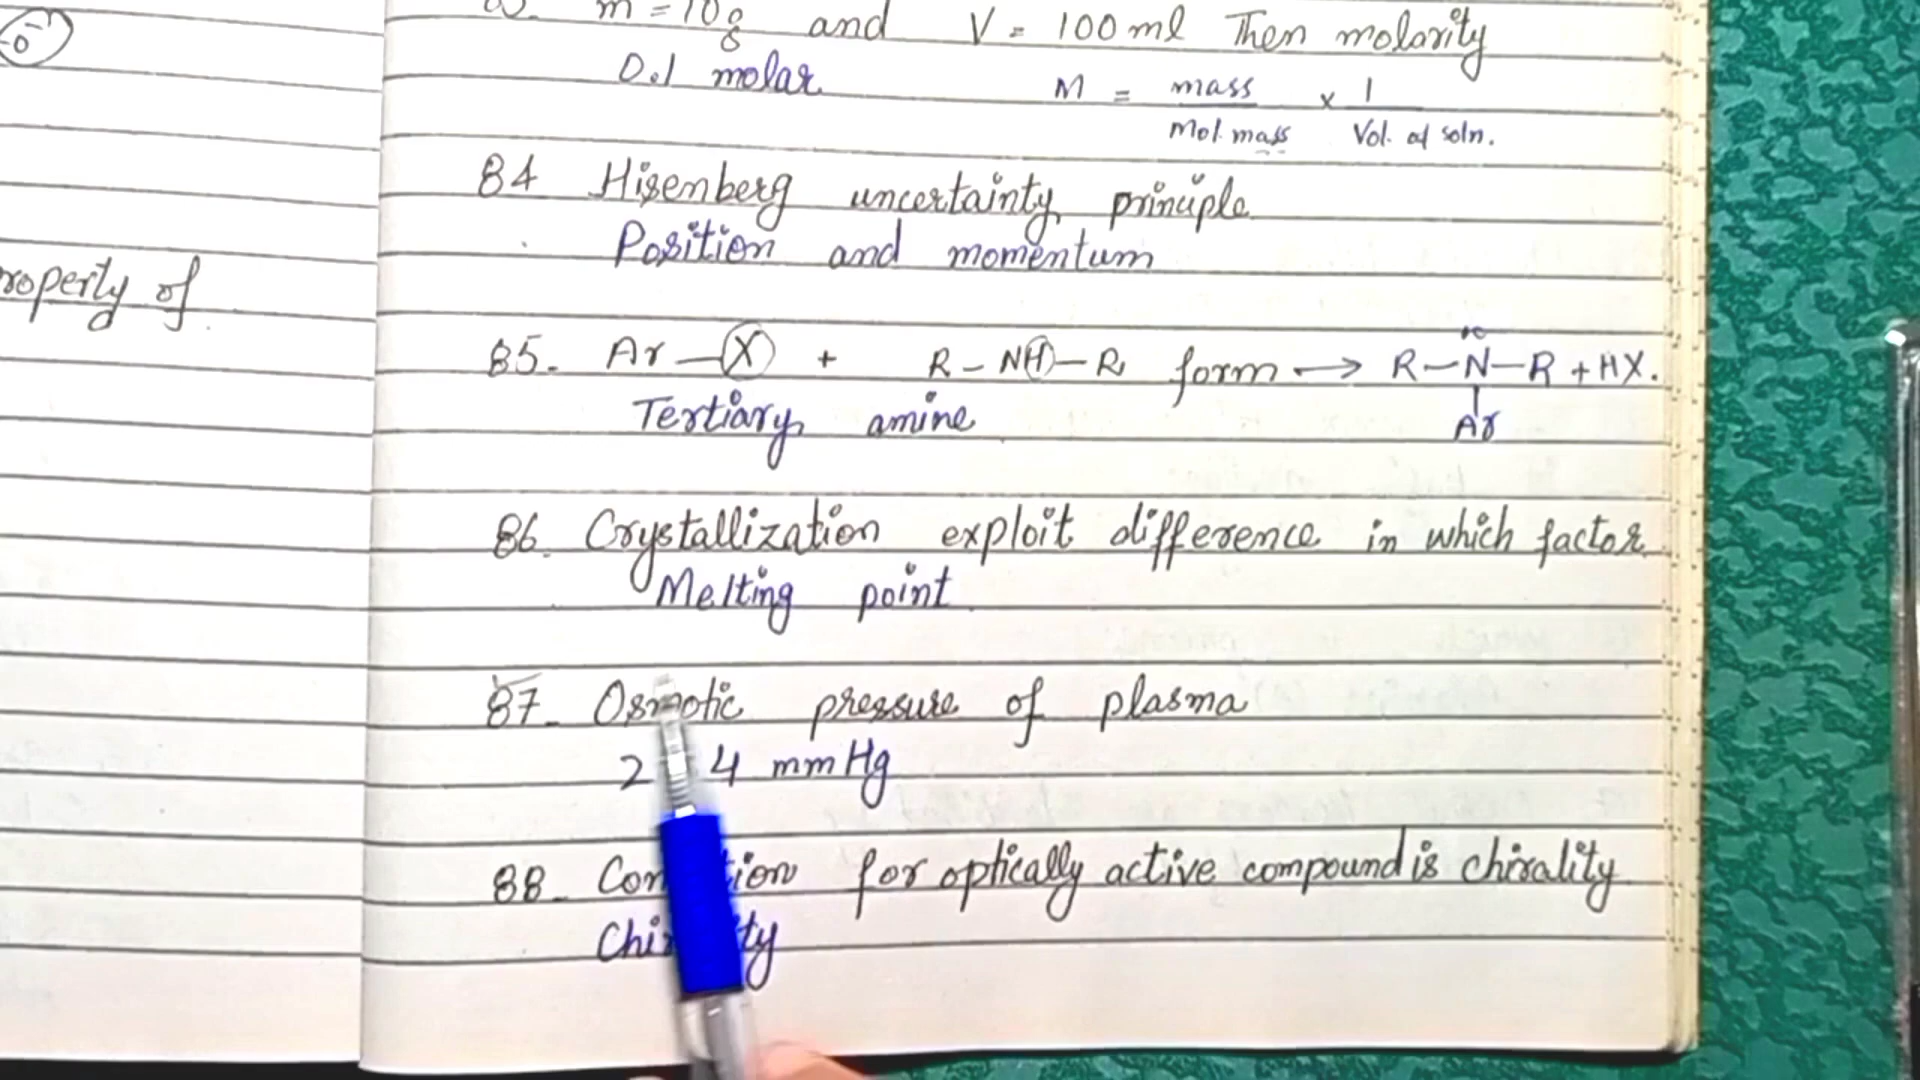 roperty of
m = 10g and V = 100 ml Then molarity
0.1 molar M = mass / Mol. mass × 1 / Vol. of soln.
84 Hisenberg uncertainty principle
Position and momentum
85. Ar—X + R-NH-R form → R-N-R + HX.
Tertiary amine Ar
86. Crystallization exploit difference in which factor
Melting point
87. Osmotic pressure of plasma
2 4 mmHg
88. for optically active compound is chirality